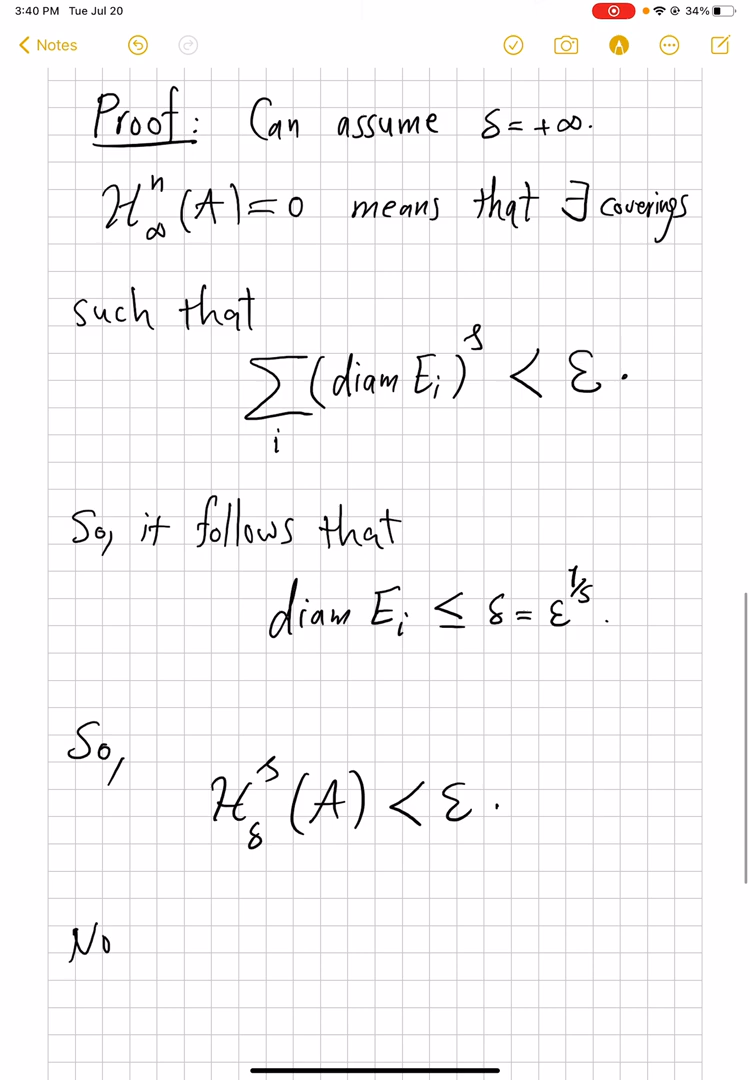 3:40 PM Tue Jul 20
34%
Notes
Proof: Can assume δ = +∞.
ℋ^n_∞ (A) = 0 means that ∃ coverings
such that
∑_i (diam E_i)^s < ε.
So, it follows that
diam E_i ≤ δ = ε^{1/s}.
So,
ℋ^s_δ (A) < ε.
No